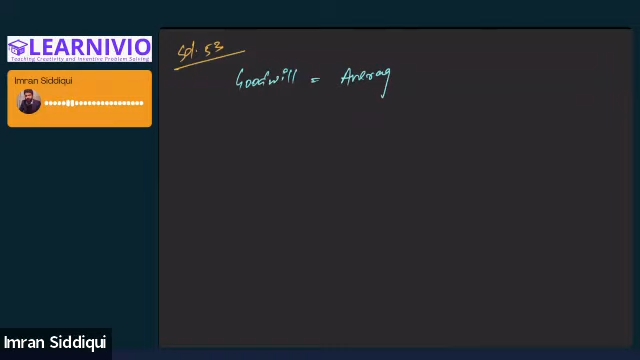 LEARNIVIO
Teaching Creativity and Inventive Problem Solving
Imran Siddiqui
Sol. 53
Goodwill = Averag
Imran Siddiqui